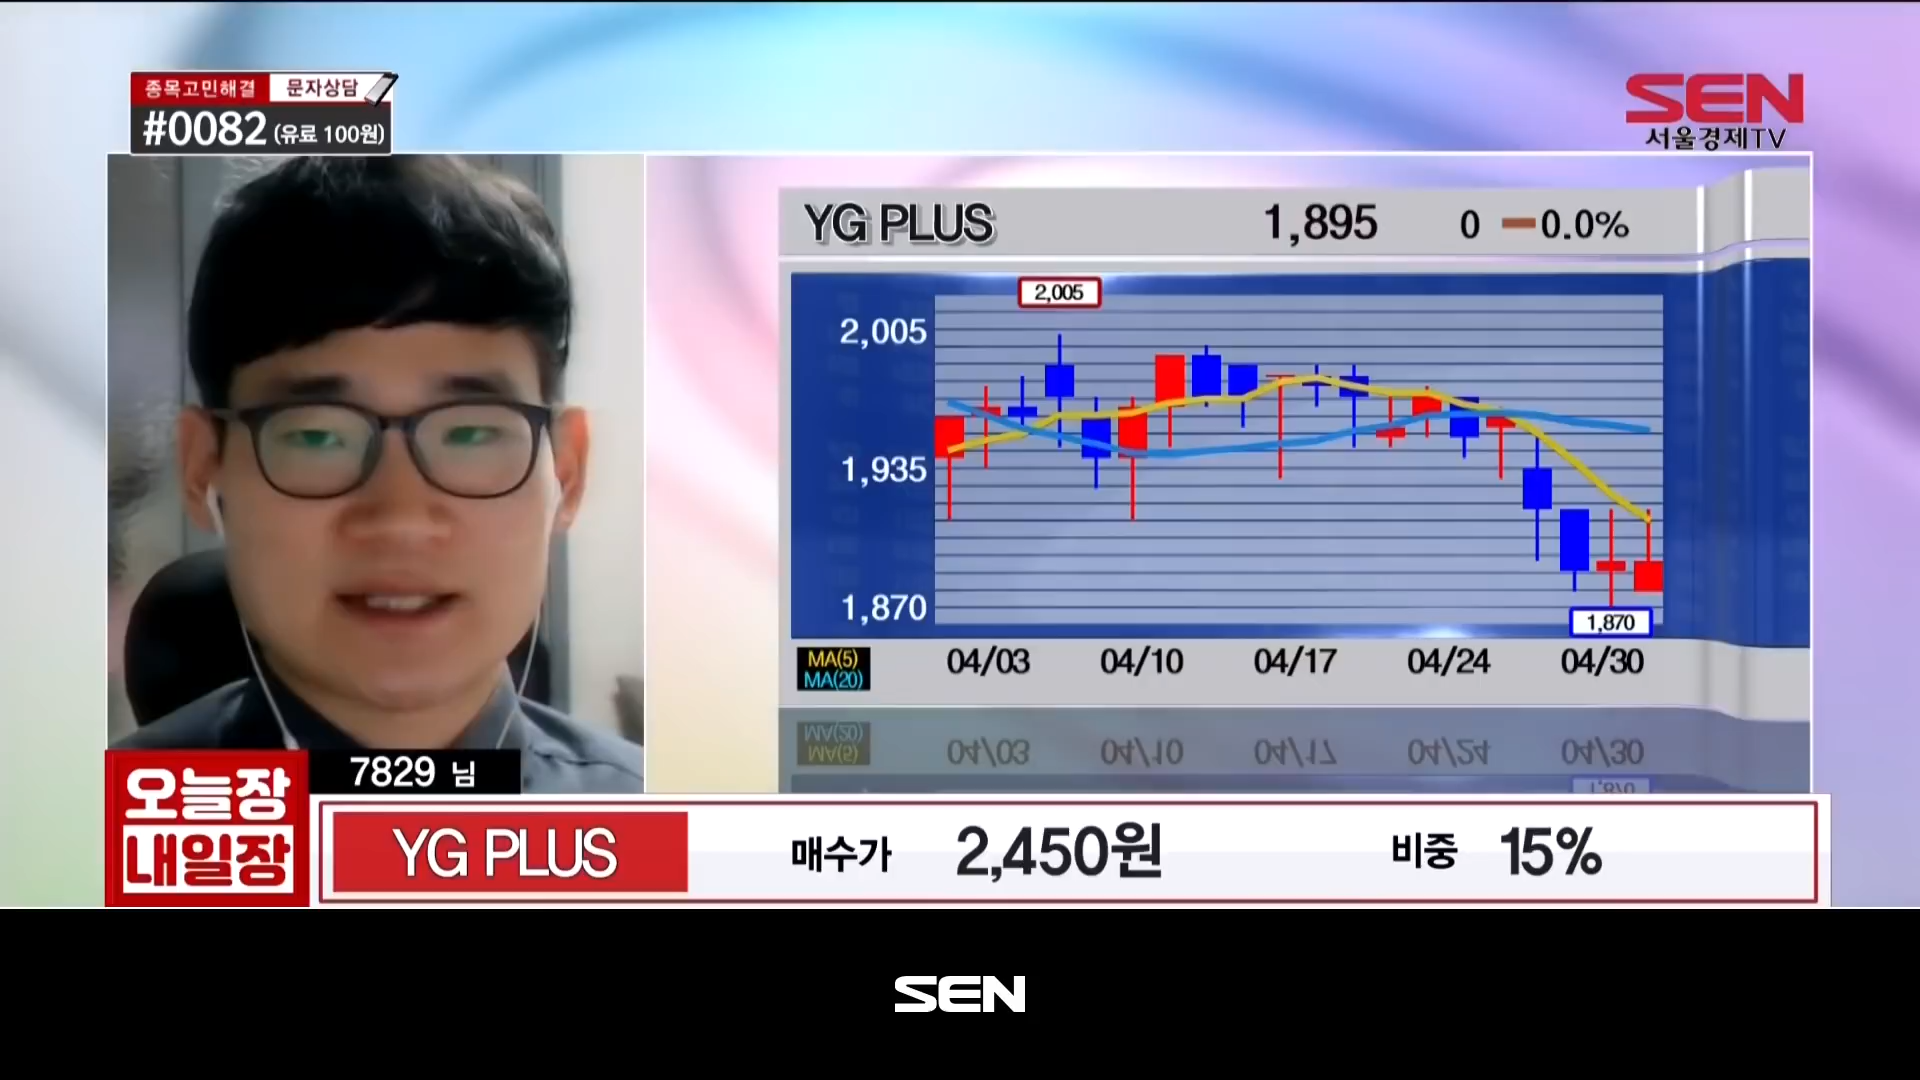 종목고민해결 문자상담
#0082 (유료 100원)
SEN
서울경제TV
YG PLUS 1,895 0 0.0%
2,005
2,005
1,935
1,870
1,870
MA(5)
MA(20)
04/03 04/10 04/17 04/24 04/30
7829 님
오늘장
내일장
YG PLUS 매수가 2,450원 비중 15%
SEN